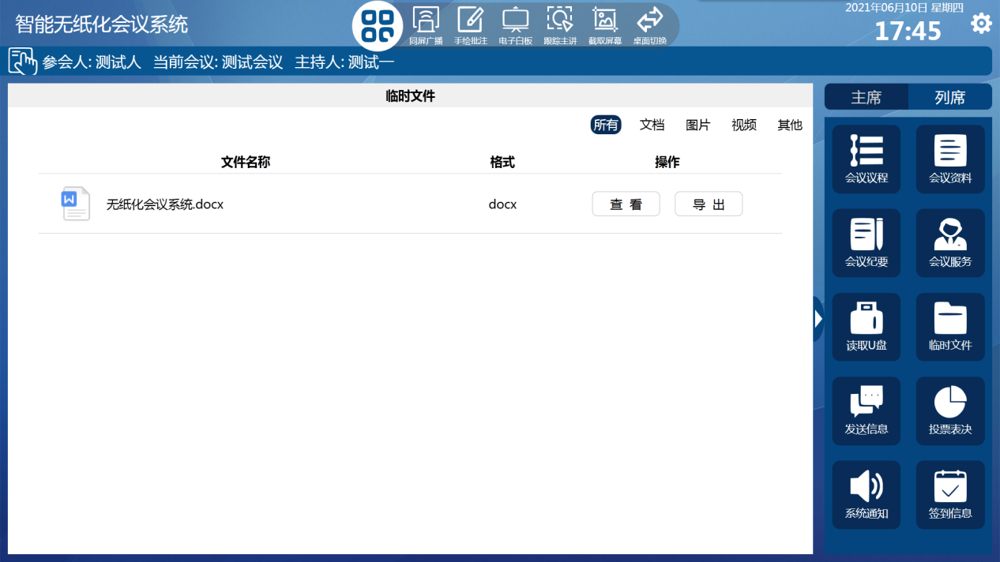 智能无纸化会议系统
同屏广播 手绘批注 电子白板 跟踪主讲 截取屏幕 桌面切换
2021年06月10日 星期四
17:45
参会人: 测试人 当前会议: 测试会议 主持人: 测试一
临时文件
所有 文档 图片 视频 其他
文件名称 格式 操作
W 无纸化会议系统.docx docx 查 看 导 出
主席 列席
会议议程 会议资料
会议纪要 会议服务
读取U盘 临时文件
发送信息 投票表决
系统通知 签到信息